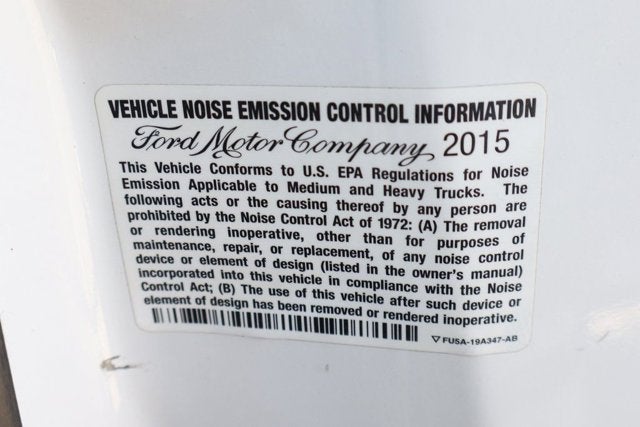 VEHICLE NOISE EMISSION CONTROL INFORMATION
Ford Motor Company 2015
This Vehicle Conforms to U.S. EPA Regulations for Noise
Emission Applicable to Medium and Heavy Trucks. The
following acts or the causing thereof by any person are
prohibited by the Noise Control Act of 1972: (A) The removal
or rendering inoperative, other than for purposes of
maintenance, repair, or replacement, of any noise control
device or element of design (listed in the owner's manual)
incorporated into this vehicle in compliance with the Noise
Control Act; (B) The use of this vehicle after such device or
element of design has been removed or rendered inoperative.
FUSA-19A347-AB